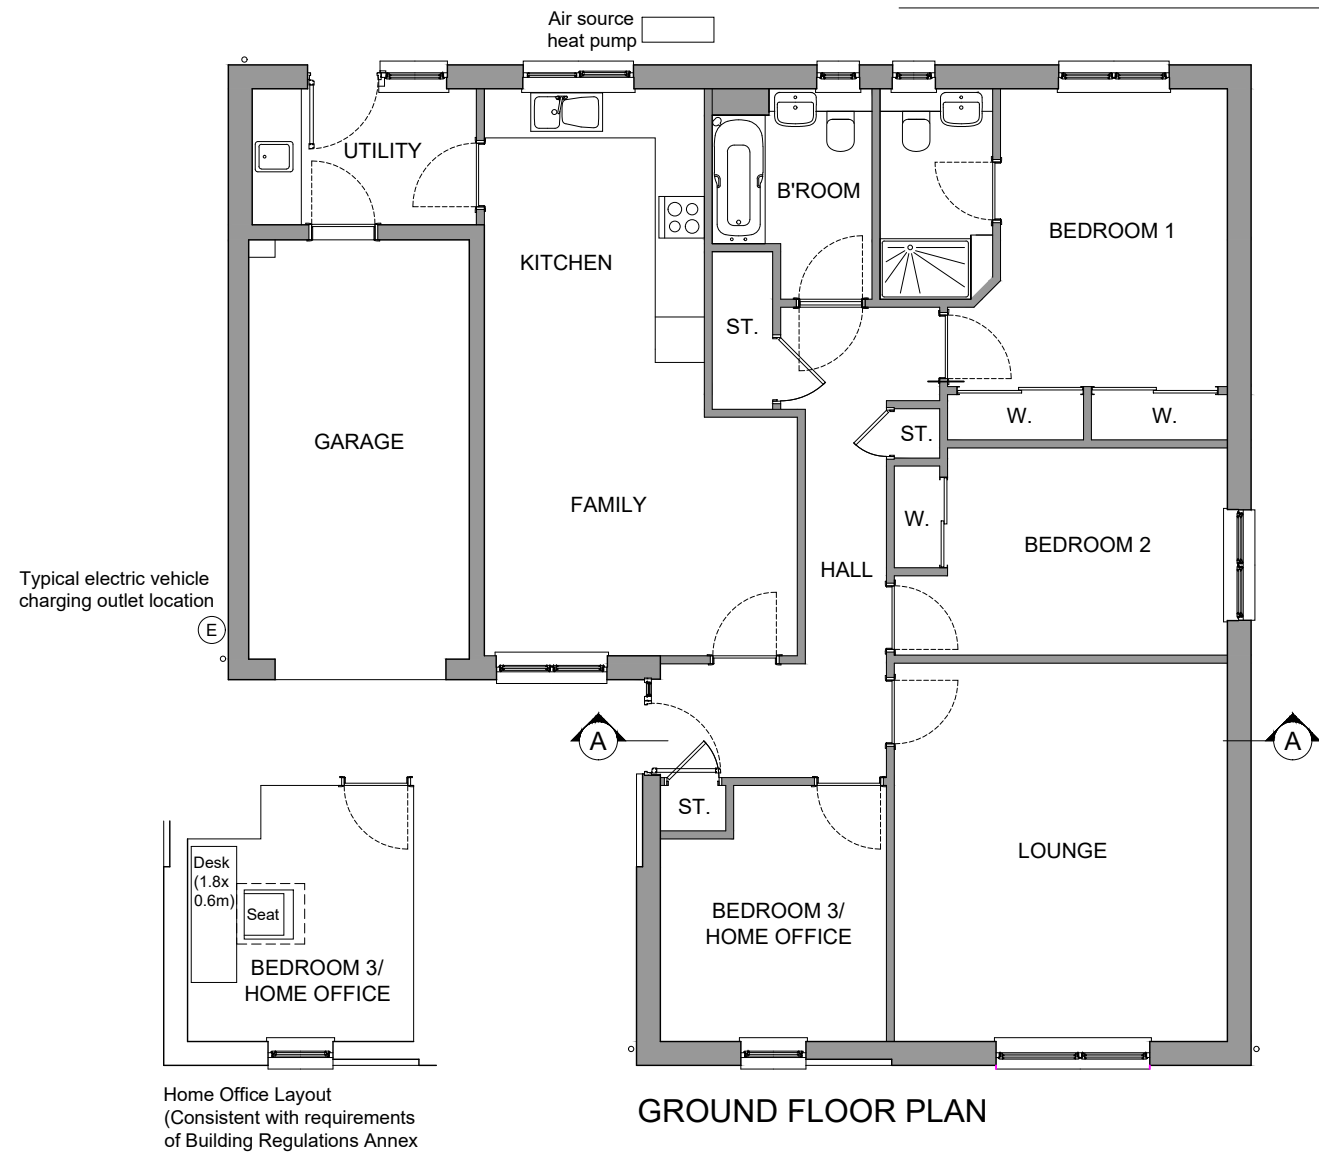 Air source
heat pump
UTILITY
KITCHEN
B'ROOM
BEDROOM 1
ST.
GARAGE
W.
W.
ST.
FAMILY
W.
BEDROOM 2
HALL
Typical electric vehicle
charging outlet location
E
A
A
ST.
LOUNGE
BEDROOM 3/
HOME OFFICE
Desk
(1.8x
0.6m)
Seat
BEDROOM 3/
HOME OFFICE
Home Office Layout
(Consistent with requirements
of Building Regulations Annex
GROUND FLOOR PLAN